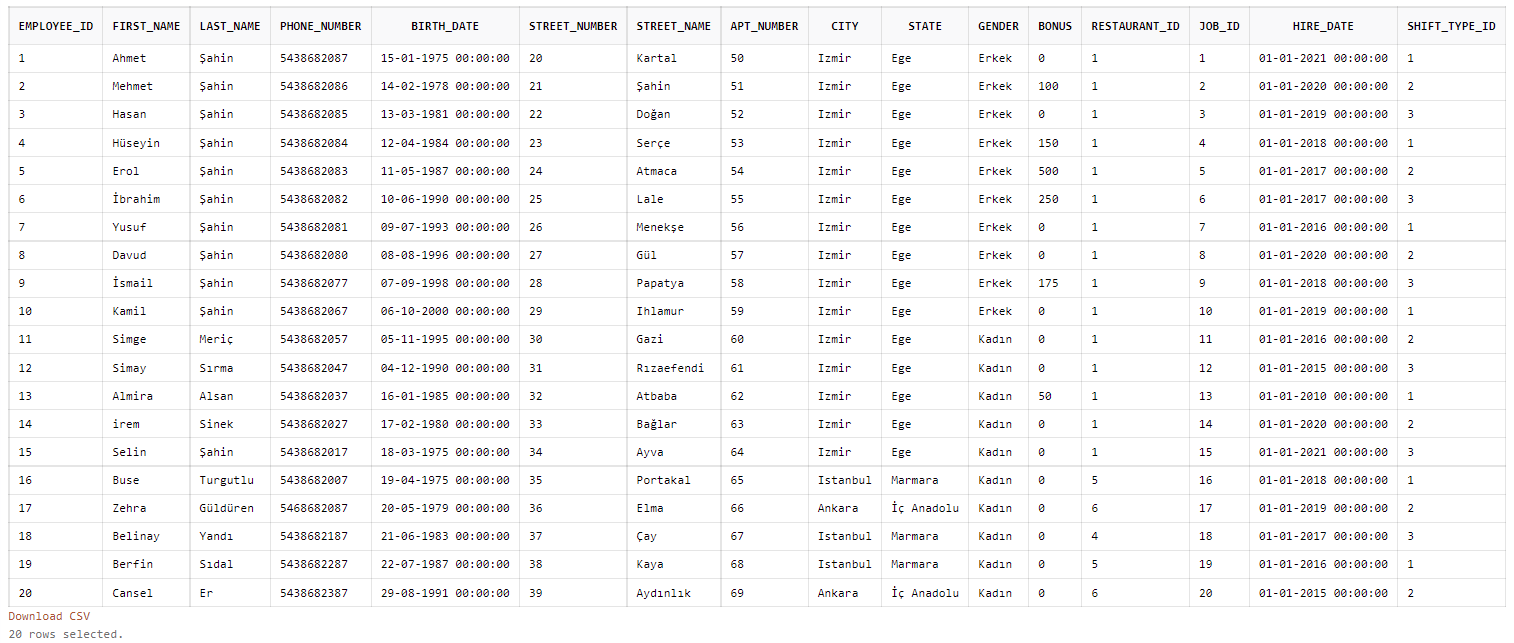 EMPLOYEE_ID FIRST_NAME LAST_NAME PHONE_NUMBER BIRTH_DATE STREET_NUMBER STREET_NAME APT_NUMBER CITY STATE GENDER BONUS RESTAURANT_ID JOB_ID HIRE_DATE SHIFT_TYPE_ID
1 Ahmet Şahin 5438682087 15-01-1975 00:00:00 20 Kartal 50 Izmir Ege Erkek 0 1 1 01-01-2021 00:00:00 1
2 Mehmet Şahin 5438682086 14-02-1978 00:00:00 21 Şahin 51 Izmir Ege Erkek 100 1 2 01-01-2020 00:00:00 2
3 Hasan Şahin 5438682085 13-03-1981 00:00:00 22 Doğan 52 Izmir Ege Erkek 0 1 3 01-01-2019 00:00:00 3
4 Hüseyin Şahin 5438682084 12-04-1984 00:00:00 23 Serçe 53 Izmir Ege Erkek 150 1 4 01-01-2018 00:00:00 1
5 Erol Şahin 5438682083 11-05-1987 00:00:00 24 Atmaca 54 Izmir Ege Erkek 500 1 5 01-01-2017 00:00:00 2
6 İbrahim Şahin 5438682082 10-06-1990 00:00:00 25 Lale 55 Izmir Ege Erkek 250 1 6 01-01-2017 00:00:00 3
7 Yusuf Şahin 5438682081 09-07-1993 00:00:00 26 Menekşe 56 Izmir Ege Erkek 0 1 7 01-01-2016 00:00:00 1
8 Davud Şahin 5438682080 08-08-1996 00:00:00 27 Gül 57 Izmir Ege Erkek 0 1 8 01-01-2020 00:00:00 2
9 İsmail Şahin 5438682077 07-09-1998 00:00:00 28 Papatya 58 Izmir Ege Erkek 175 1 9 01-01-2018 00:00:00 3
10 Kamil Şahin 5438682067 06-10-2000 00:00:00 29 Ihlamur 59 Izmir Ege Erkek 0 1 10 01-01-2019 00:00:00 1
11 Simge Meriç 5438682057 05-11-1995 00:00:00 30 Gazi 60 Izmir Ege Kadın 0 1 11 01-01-2016 00:00:00 2
12 Simay Sırma 5438682047 04-12-1990 00:00:00 31 Rızaefendi 61 Izmir Ege Kadın 0 1 12 01-01-2015 00:00:00 3
13 Almira Alsan 5438682037 16-01-1985 00:00:00 32 Atbaba 62 Izmir Ege Kadın 50 1 13 01-01-2010 00:00:00 1
14 irem Sinek 5438682027 17-02-1980 00:00:00 33 Bağlar 63 Izmir Ege Kadın 0 1 14 01-01-2020 00:00:00 2
15 Selin Şahin 5438682017 18-03-1975 00:00:00 34 Ayva 64 Izmir Ege Kadın 0 1 15 01-01-2021 00:00:00 3
16 Buse Turgutlu 5438682007 19-04-1975 00:00:00 35 Portakal 65 Istanbul Marmara Kadın 0 5 16 01-01-2018 00:00:00 1
17 Zehra Güldüren 5468682087 20-05-1979 00:00:00 36 Elma 66 Ankara İç Anadolu Kadın 0 6 17 01-01-2019 00:00:00 2
18 Belinay Yandı 5438682187 21-06-1983 00:00:00 37 Çay 67 Istanbul Marmara Kadın 0 4 18 01-01-2017 00:00:00 3
19 Berfin Sıdal 5438682287 22-07-1987 00:00:00 38 Kaya 68 Istanbul Marmara Kadın 0 5 19 01-01-2016 00:00:00 1
20 Cansel Er 5438682387 29-08-1991 00:00:00 39 Aydınlık 69 Ankara İç Anadolu Kadın 0 6 20 01-01-2015 00:00:00 2
Download CSV
20 rows selected.